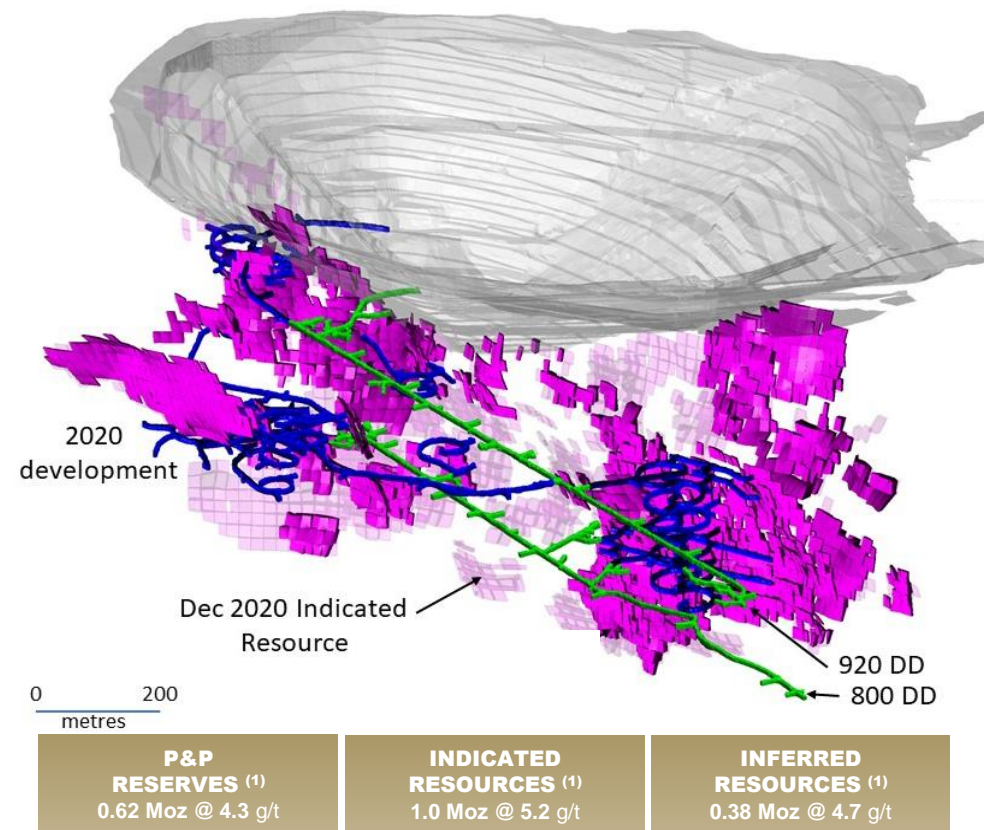 2020
development
Dec 2020 Indicated
Resource
920 DD
800 DD
0 200
metres
P&P
RESERVES (1)
0.62 Moz @ 4.3 g/t
INDICATED
RESOURCES (1)
1.0 Moz @ 5.2 g/t
INFERRED
RESOURCES (1)
0.38 Moz @ 4.7 g/t